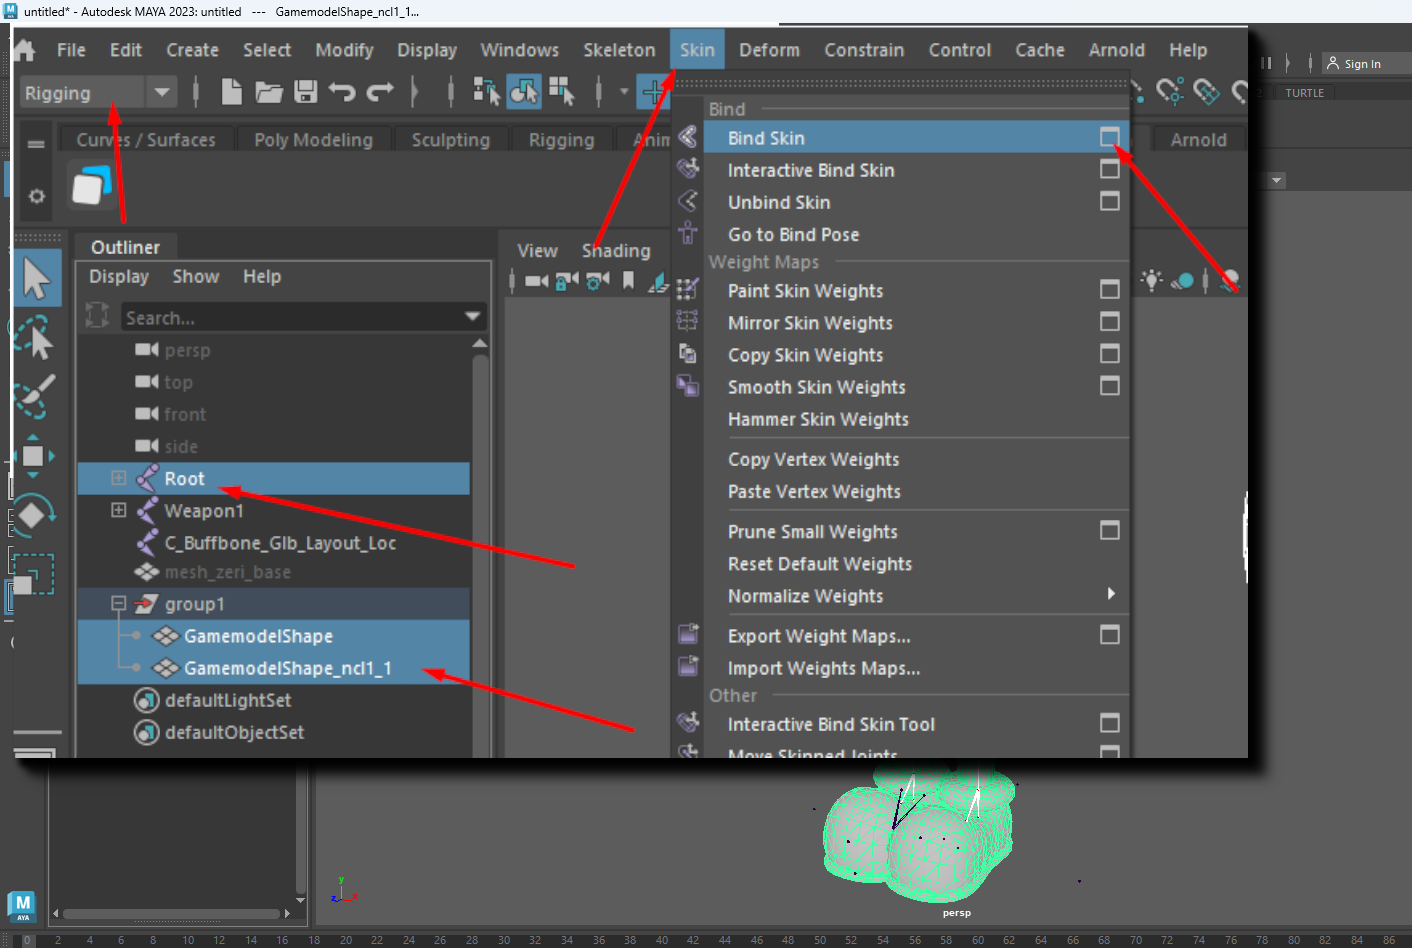 untitled* - Autodesk MAYA 2023: untitled --- GamemodelShape_ncl1_1...
File Edit Create Select Modify Display Windows Skeleton Skin Deform Constrain Control Cache Arnold Help
Rigging
Sign In
TURTLE
Curves / Surfaces Poly Modeling Sculpting Rigging Anim Arnold
Outliner
Display Show Help
Search...
persp
top
front
side
Root
Weapon1
C_Buffbone_Glb_Layout_Loc
mesh_zeri_base
group1
GamemodelShape
GamemodelShape_ncl1_1
defaultLightSet
defaultObjectSet
View Shading
Bind
Bind Skin
Interactive Bind Skin
Unbind Skin
Go to Bind Pose
Weight Maps
Paint Skin Weights
Mirror Skin Weights
Copy Skin Weights
Smooth Skin Weights
Hammer Skin Weights
Copy Vertex Weights
Paste Vertex Weights
Prune Small Weights
Reset Default Weights
Normalize Weights
Export Weight Maps...
Import Weights Maps...
Other
Interactive Bind Skin Tool
Move Skinned Joints
y
z x
persp
M
AYA
0 2 4 6 8 10 12 14 16 18 20 22 24 26 28 30 32 34 36 38 40 42 44 46 48 50 52 54 56 58 60 62 64 66 68 70 72 74 76 78 80 82 84 86